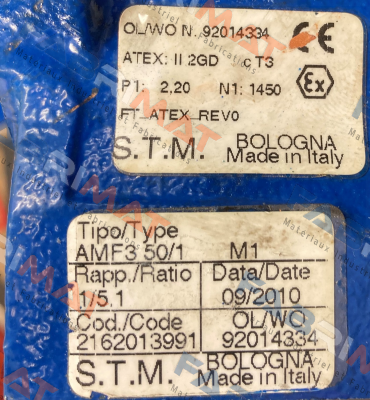 OL/WO N. 92014334
CE
ATEX: II 2GD c T3
P1: 2,20 N1: 1450
Ex
FT_ATEX_REV0
S.T.M. BOLOGNA
Made in Italy
Tipo/Type
AMF3 50/1 M1
Rapp./Ratio Data/Date
1/5.1 09/2010
Cod./Code OL/WO
2162013991 92014334
S.T.M. BOLOGNA
Made in Italy